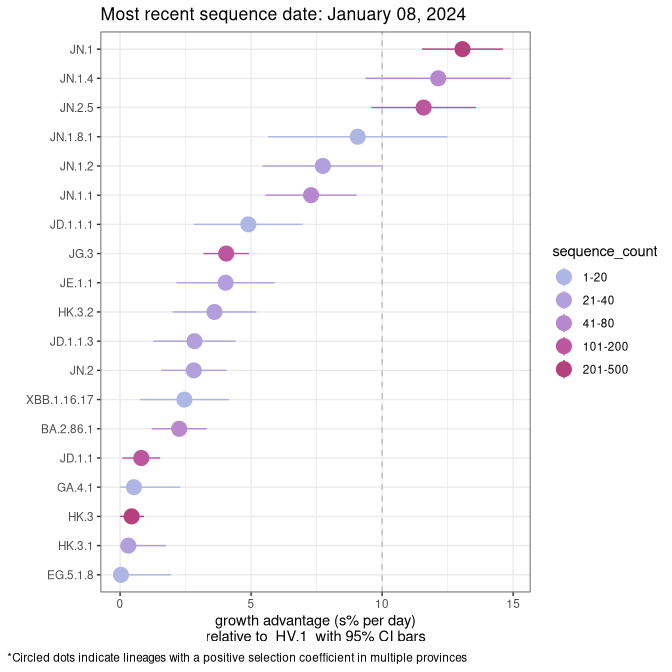 Most recent sequence date: January 08, 2024
JN.1
JN.1.4
JN.2.5
JN.1.8.1
JN.1.2
JN.1.1
JD.1.1.1
JG.3
JE.1.1
HK.3.2
JD.1.1.3
JN.2
XBB.1.16.17
BA.2.86.1
JD.1.1
GA.4.1
HK.3
HK.3.1
EG.5.1.8
0 5 10 15
growth advantage (s% per day)
relative to HV.1 with 95% CI bars
sequence_count
1-20
21-40
41-80
101-200
201-500
*Circled dots indicate lineages with a positive selection coefficient in multiple provinces